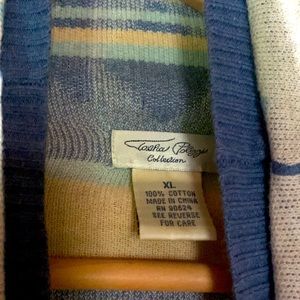 Tasha Polizzi
Collection
XL
100% COTTON
MADE IN CHINA
RN 90624
SEE REVERSE
FOR CARE